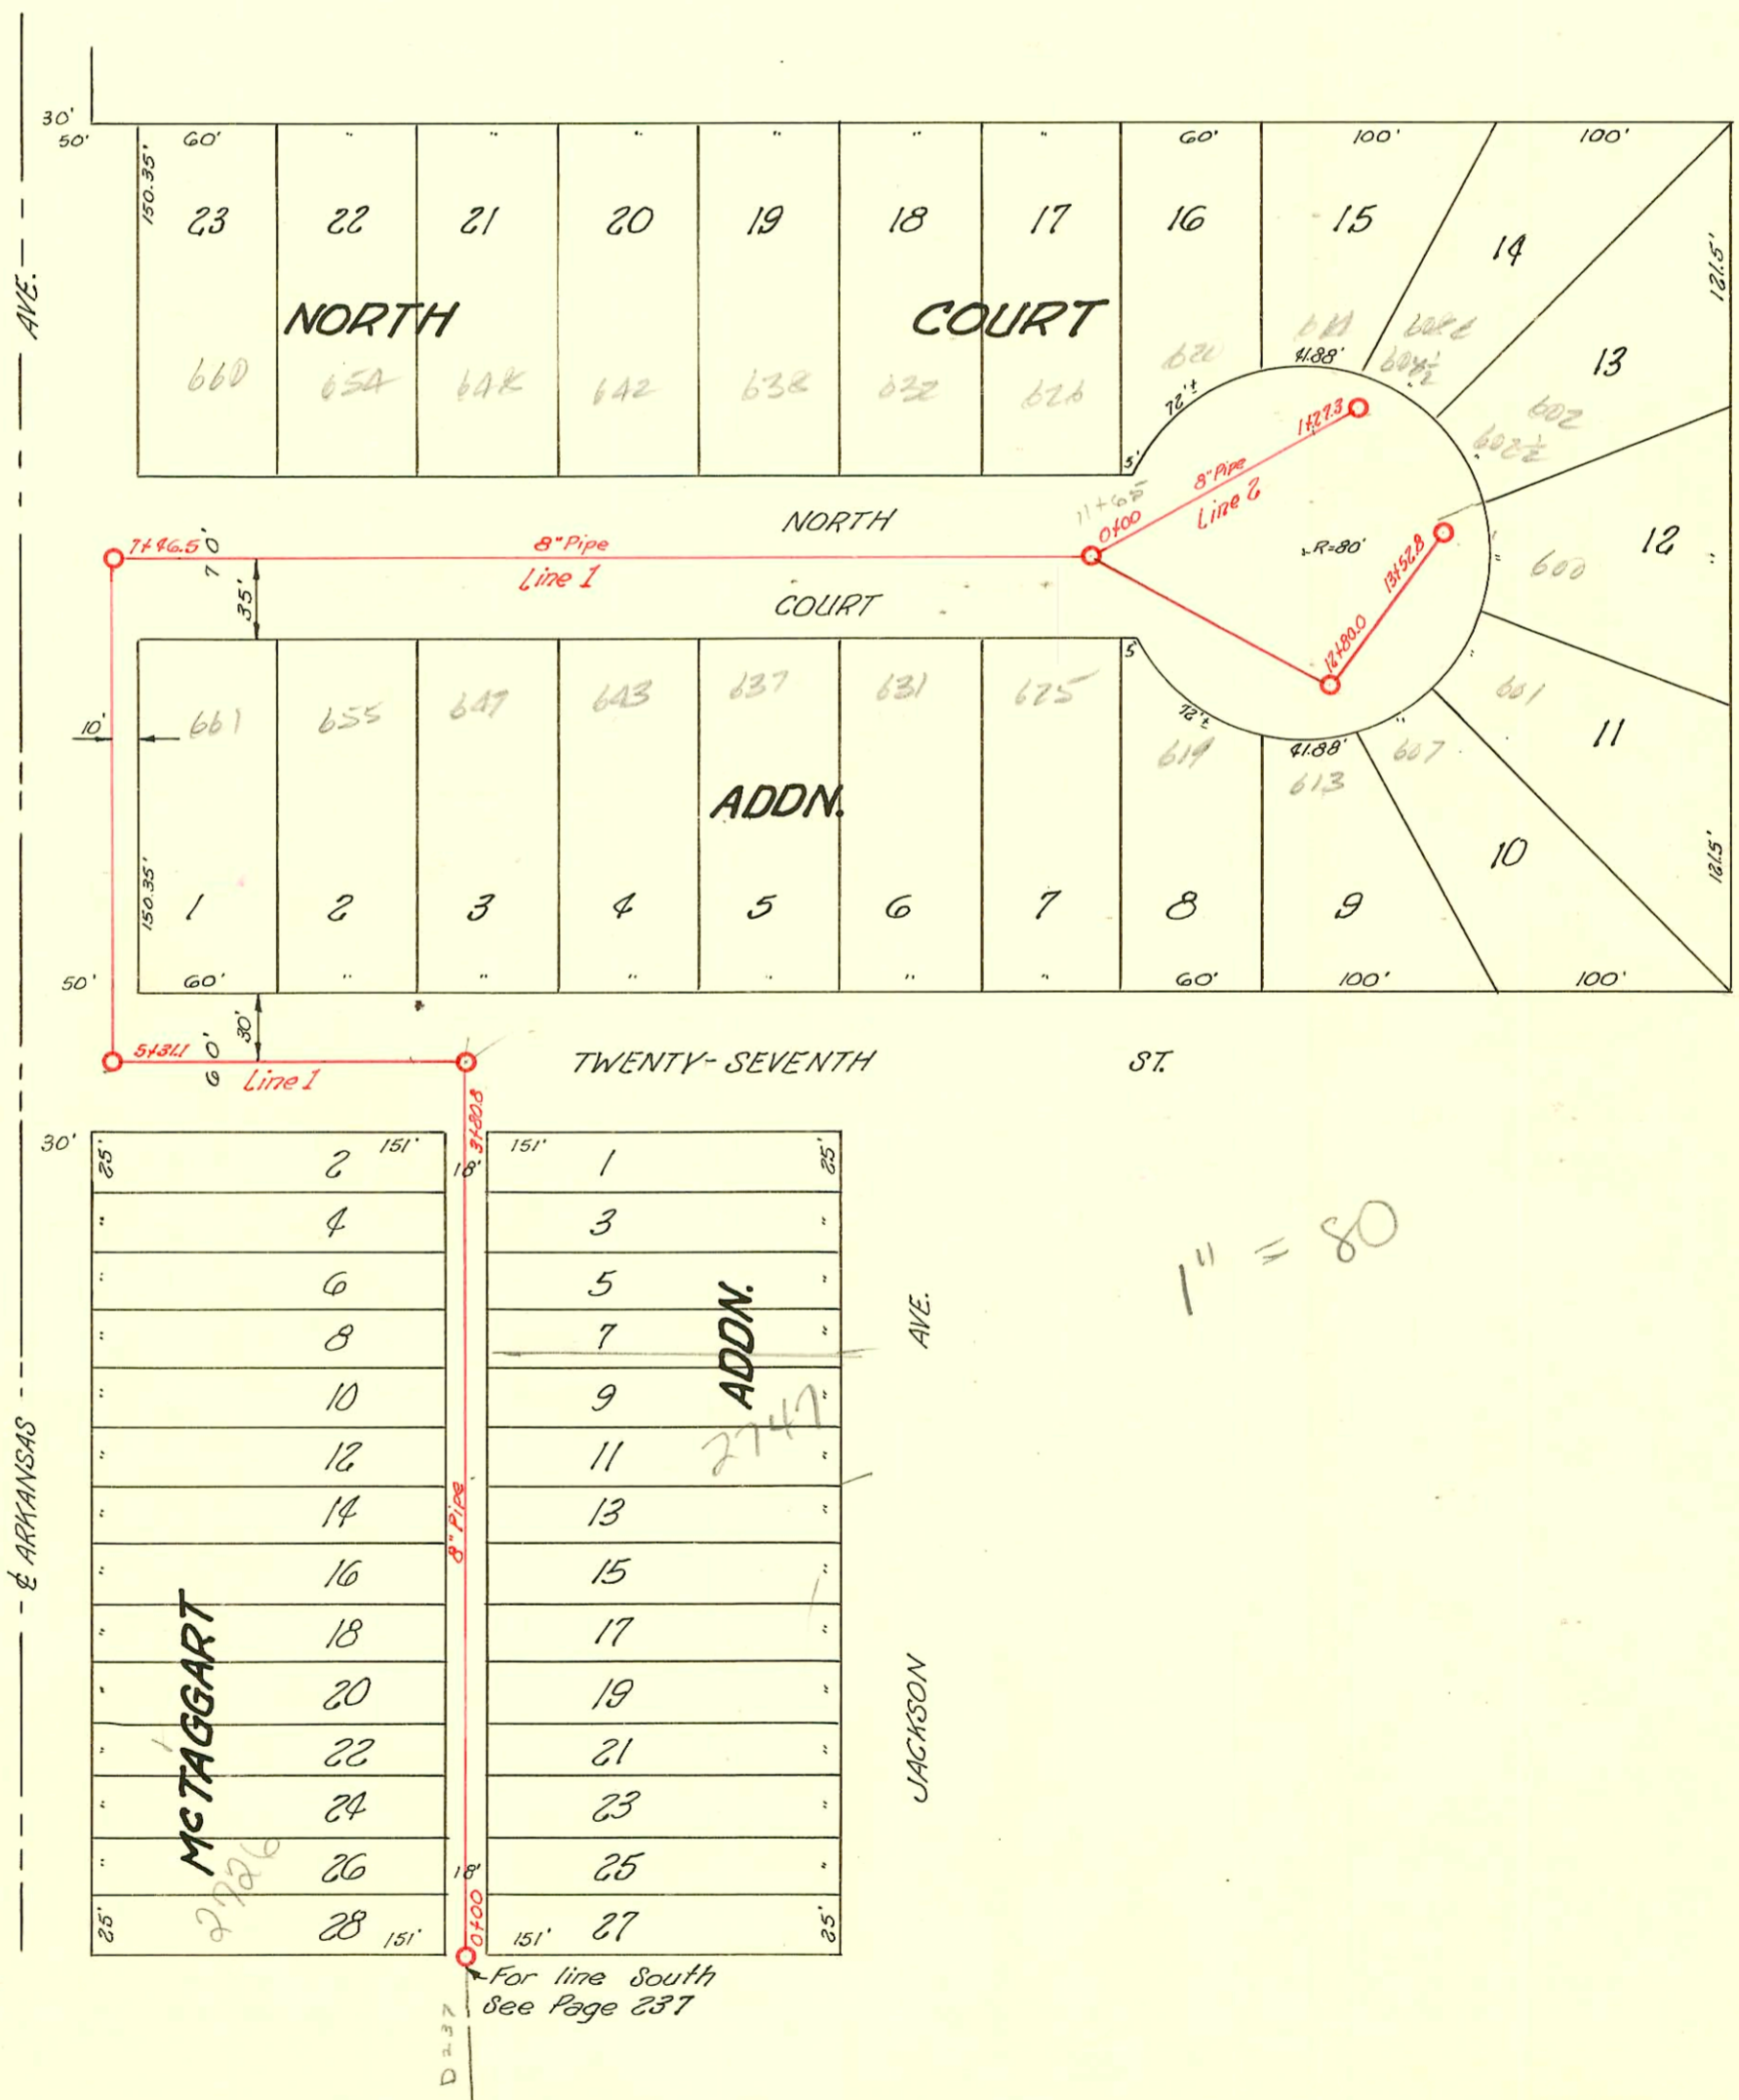 30'
50' 60' " " " " " " 60' 100' 100'
150.35'
AVE.
23 22 21 20 19 18 17 16 15 14
121.5'
NORTH COURT
13
660 654 648 642 638 632 626 620
41.88'
602
602½
72'±
1+27.3
5'
8" Pipe
Line 2
11+65
0+00
NORTH
7+46.5
70'
8" Pipe
Line 1
R=80'
12
"
600
13+52.8
35'
COURT
12+80.0
5'
661 655 647 643 637 631 625
601
10'
72'±
"
"
"
11
619 41.88' 607
613
ADDN.
10
150.35'
121.5'
1 2 3 4 5 6 7 8 9
50' 60' " " " " " " 60' 100' 100'
30'
5+31.1
60'
Line 1
TWENTY-SEVENTH ST.
3+80.8
30'
25' 2 151' 18' 151' 1 25'
" 4 3 "
" 6 5 "
" 8 7 "
" 10 9 "
" 12 11 "
" 14 13 "
" 16 15 "
" 18 17 "
" 20 19 "
" 22 21 "
" 24 23 "
" 26 18' 25 "
25' 28 151' 151' 27 25'
ADDN.
2747
1" = 80
AVE.
8" Pipe
℄ ARKANSAS
MCTAGGART
2726
JACKSON
0+00
For line South
See Page 237
D 237